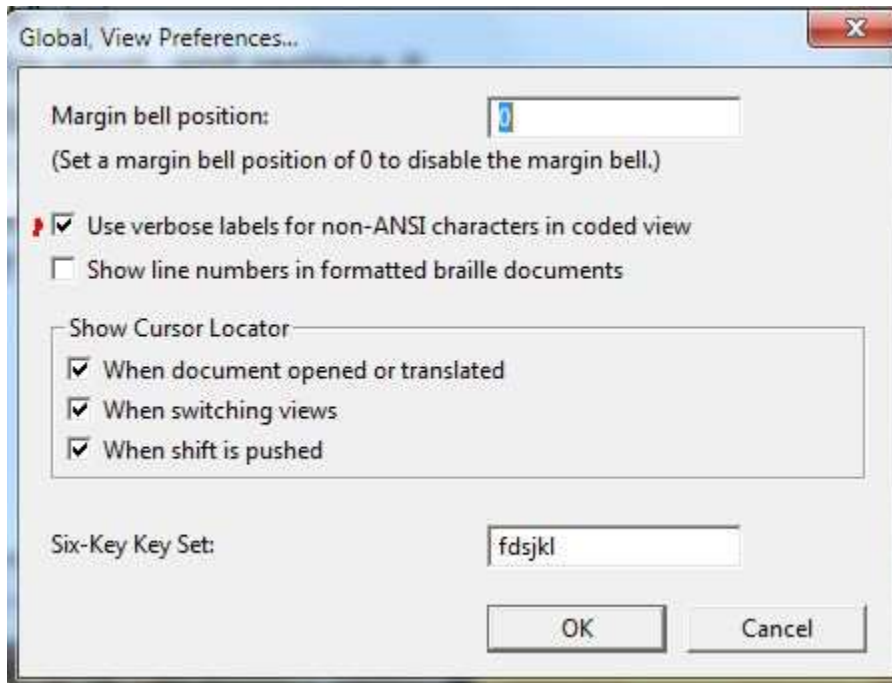 Global, View Preferences...
Margin bell position:
0
(Set a margin bell position of 0 to disable the margin bell.)
Use verbose labels for non-ANSI characters in coded view
Show line numbers in formatted braille documents
Show Cursor Locator
When document opened or translated
When switching views
When shift is pushed
Six-Key Key Set:
fdsjkl
OK
Cancel